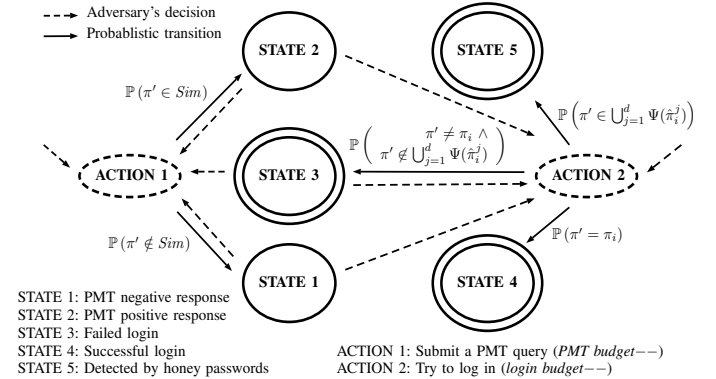 Adversary's decision
Probablistic transition
STATE 2
STATE 5
ℙ(π′ ∈ Sim)
ℙ(π′ ∈ ⋃_{j=1}^{d} Ψ(π̂_i^j))
ℙ( π′ ≠ π_i ∧
π′ ∉ ⋃_{j=1}^{d} Ψ(π̂_i^j) )
ACTION 1
STATE 3
ACTION 2
ℙ(π′ ∉ Sim)
ℙ(π′ = π_i)
STATE 1
STATE 4
STATE 1: PMT negative response
STATE 2: PMT positive response
STATE 3: Failed login
STATE 4: Successful login
STATE 5: Detected by honey passwords
ACTION 1: Submit a PMT query (PMT budget−−)
ACTION 2: Try to log in (login budget−−)